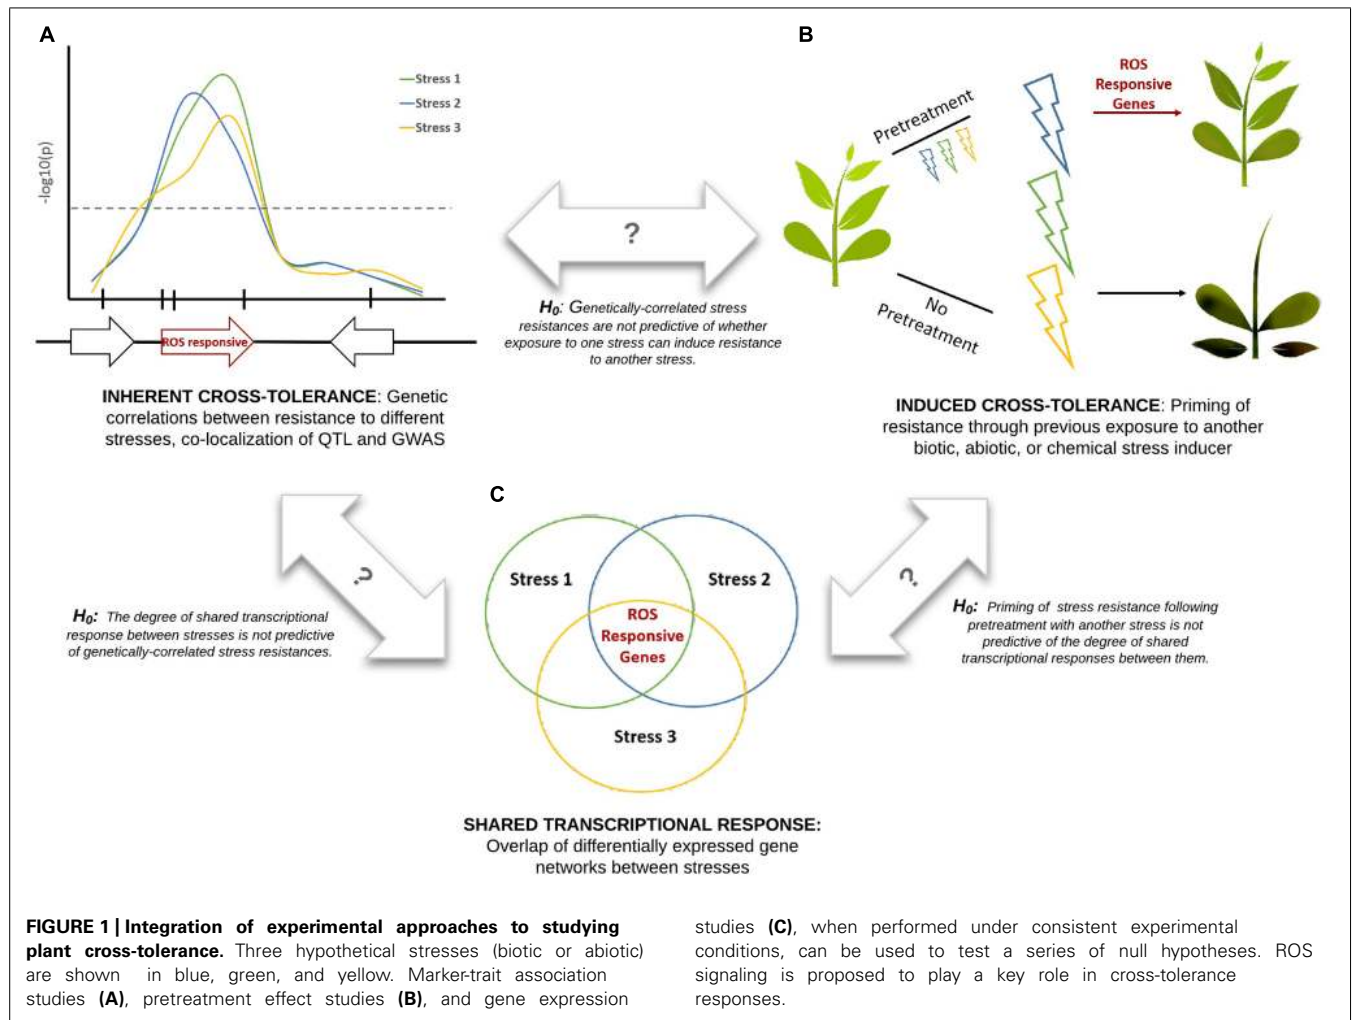 A
Stress 1
Stress 2
Stress 3
-log10(p)
ROS responsive
INHERENT CROSS-TOLERANCE: Genetic
correlations between resistance to different
stresses, co-localization of QTL and GWAS
?
H0: Genetically-correlated stress
resistances are not predictive of whether
exposure to one stress can induce resistance
to another stress.
B
Pretreatment
No
Pretreatment
ROS
Responsive
Genes
INDUCED CROSS-TOLERANCE: Priming of
resistance through previous exposure to another
biotic, abiotic, or chemical stress inducer
?
H0: The degree of shared transcriptional
response between stresses is not predictive
of genetically-correlated stress resistances.
C
Stress 1
Stress 2
ROS
Responsive
Genes
Stress 3
?
H0: Priming of stress resistance following
pretreatment with another stress is not
predictive of the degree of shared
transcriptional responses between them.
SHARED TRANSCRIPTIONAL RESPONSE:
Overlap of differentially expressed gene
networks between stresses
FIGURE 1 | Integration of experimental approaches to studying
plant cross-tolerance. Three hypothetical stresses (biotic or abiotic)
are shown in blue, green, and yellow. Marker-trait association
studies (A), pretreatment effect studies (B), and gene expression
studies (C), when performed under consistent experimental
conditions, can be used to test a series of null hypotheses. ROS
signaling is proposed to play a key role in cross-tolerance
responses.